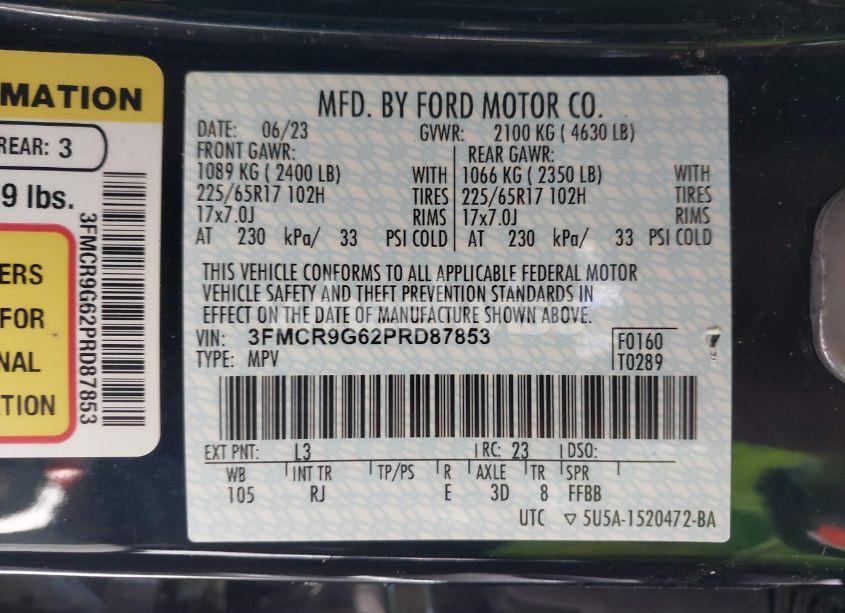 MATION
REAR: 3
9 lbs.
ERS
FOR
NAL
TION
3FMCR9G62PRD87853
MFD. BY FORD MOTOR CO.
DATE: 06/23 GVWR: 2100 KG ( 4630 LB)
FRONT GAWR: REAR GAWR:
1089 KG ( 2400 LB) WITH 1066 KG ( 2350 LB) WITH
225/65R17 102H TIRES 225/65R17 102H TIRES
17x7.0J RIMS 17x7.0J RIMS
AT 230 kPa/ 33 PSI COLD AT 230 kPa/ 33 PSI COLD
THIS VEHICLE CONFORMS TO ALL APPLICABLE FEDERAL MOTOR
VEHICLE SAFETY AND THEFT PREVENTION STANDARDS IN
EFFECT ON THE DATE OF MANUFACTURE SHOWN ABOVE.
VIN: 3FMCR9G62PRD87853 F0160
TYPE: MPV T0289
EXT PNT: L3 RC: 23 DSO:
WB INT TR TP/PS R AXLE TR SPR
105 RJ E 3D 8 FFBB
UTC ▽ 5U5A-1520472-BA